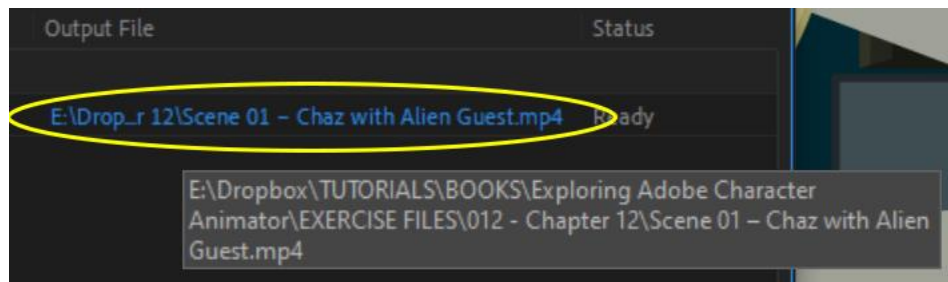 Output File Status
E:\Drop_r 12\Scene 01 – Chaz with Alien Guest.mp4 Ready
E:\Dropbox\TUTORIALS\BOOKS\Exploring Adobe Character
Animator\EXERCISE FILES\012 - Chapter 12\Scene 01 – Chaz with Alien
Guest.mp4